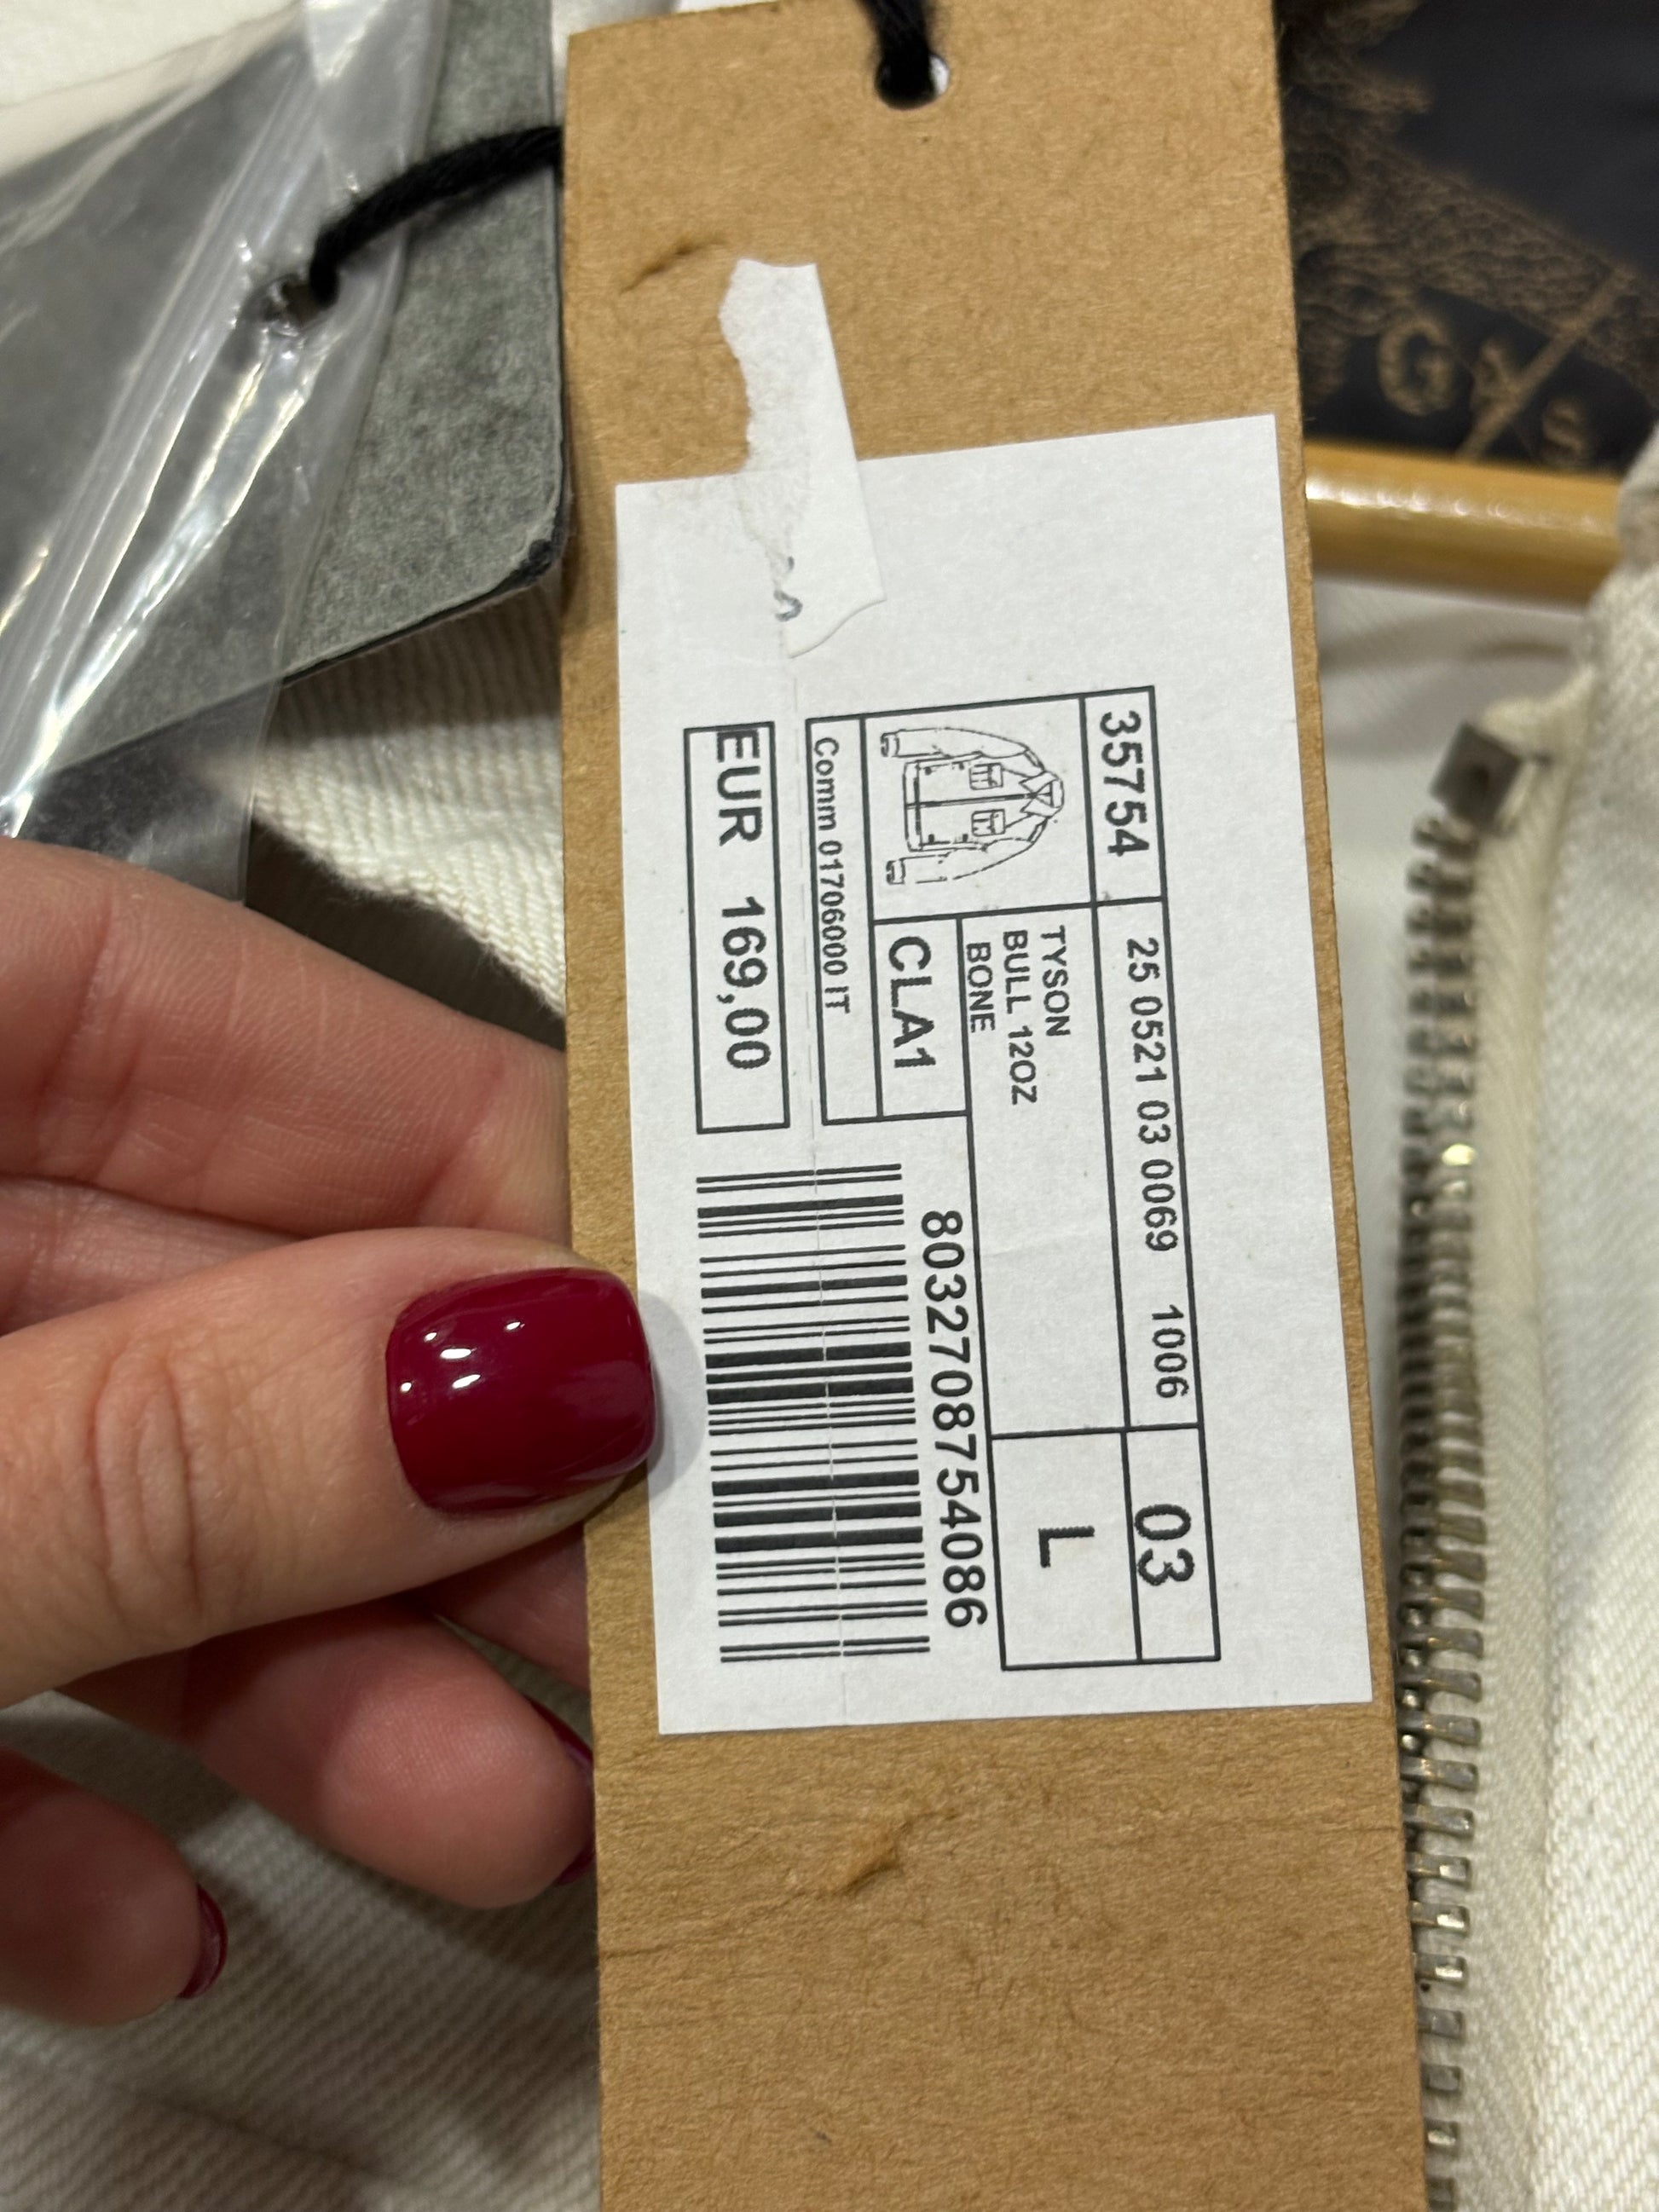 35754
25 0521 03 0069 1006
03
TYSON
BULL 12OZ
BONE
L
CLA1
8032708754086
Comm 01706000 IT
EUR 169,00